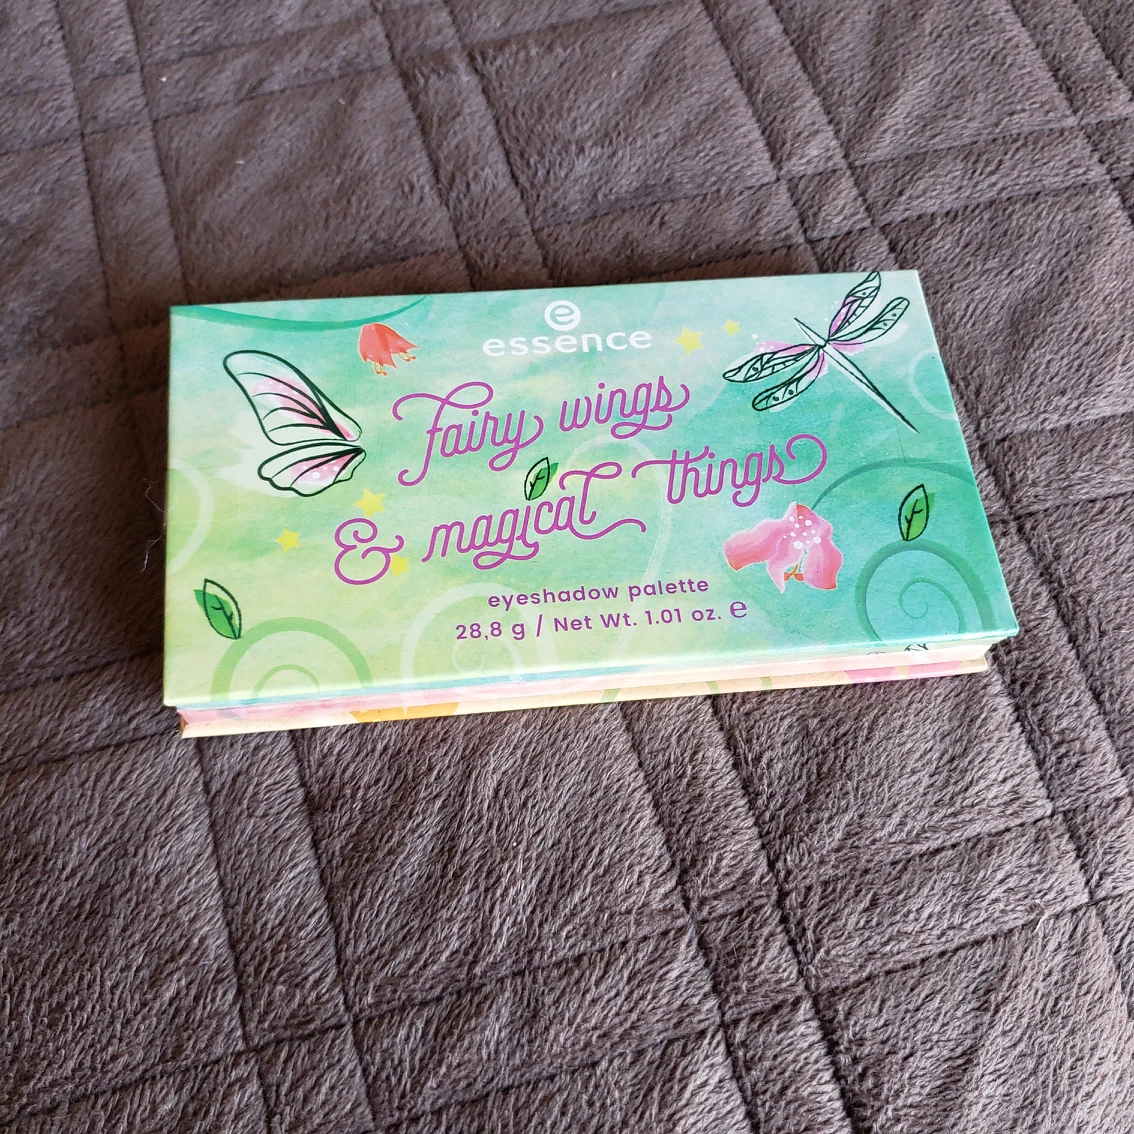 e
essence
Fairy wings
& magical things
eyeshadow palette
28,8 g / Net Wt. 1.01 oz. ℮